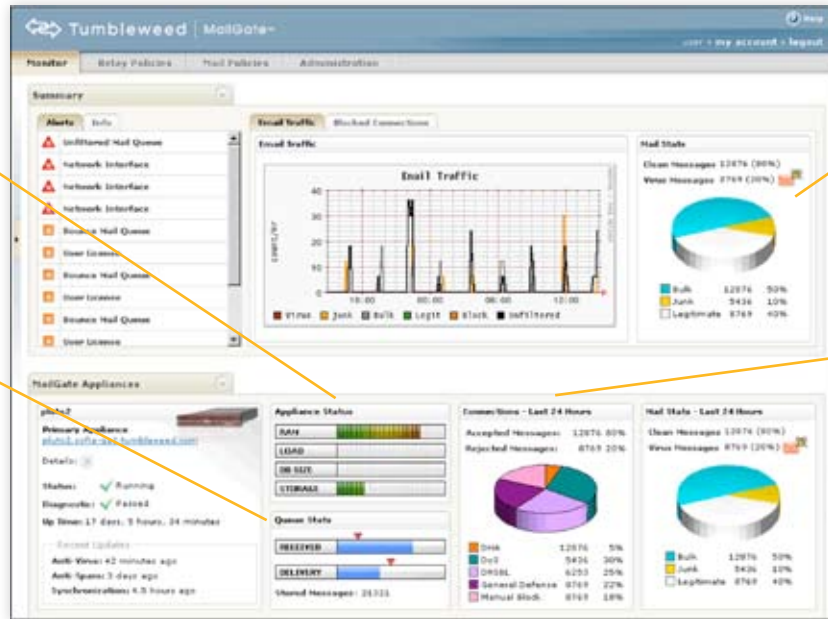 Tumbleweed | MailGate™
Help
user › my account › logout
Monitor
Relay Policies
Mail Policies
Administration
Summary
Alerts
Info
Unfiltered Mail Queue
Network Interface
Network Interface
Network Interface
Bounce Mail Queue
User License
Bounce Mail Queue
User License
Bounce Mail Queue
User License
Email Traffic
Blocked Connections
Email Traffic
Email Traffic
count/hr
40
30
20
10
0
18:00
00:00
06:00
12:00
Virus
Junk
Bulk
Legit
Block
Unfiltered
Mail Stats
Clean Messages 12876 (80%)
Virus Messages 8769 (20%)
Bulk 12876 50%
Junk 5436 10%
Legitimate 8769 40%
MailGate Appliances
pluto2
Primary Appliance
Details:
Status: Running
Diagnostic: Passed
Up Time: 17 days, 5 hours, 34 minutes
Recent Updates
Anti-Virus: 42 minutes ago
Anti-Spam: 3 days ago
Synchronization: 4.5 hours ago
Appliance Status
RAM
LOAD
DB SIZE
STORAGE
Queue Stats
RECEIVED
DELIVERY
Stored Messages: 21321
Connections - Last 24 Hours
Accepted Messages: 12876 80%
Rejected Messages: 8769 20%
DHA 12876 5%
DoS 5436 30%
DNSBL 6253 25%
General Defense 8769 22%
Manual Block 8769 18%
Mail Stats - Last 24 Hours
Clean Messages 12876 (80%)
Virus Messages 8769 (20%)
Bulk 12876 50%
Junk 5436 10%
Legitimate 8769 40%